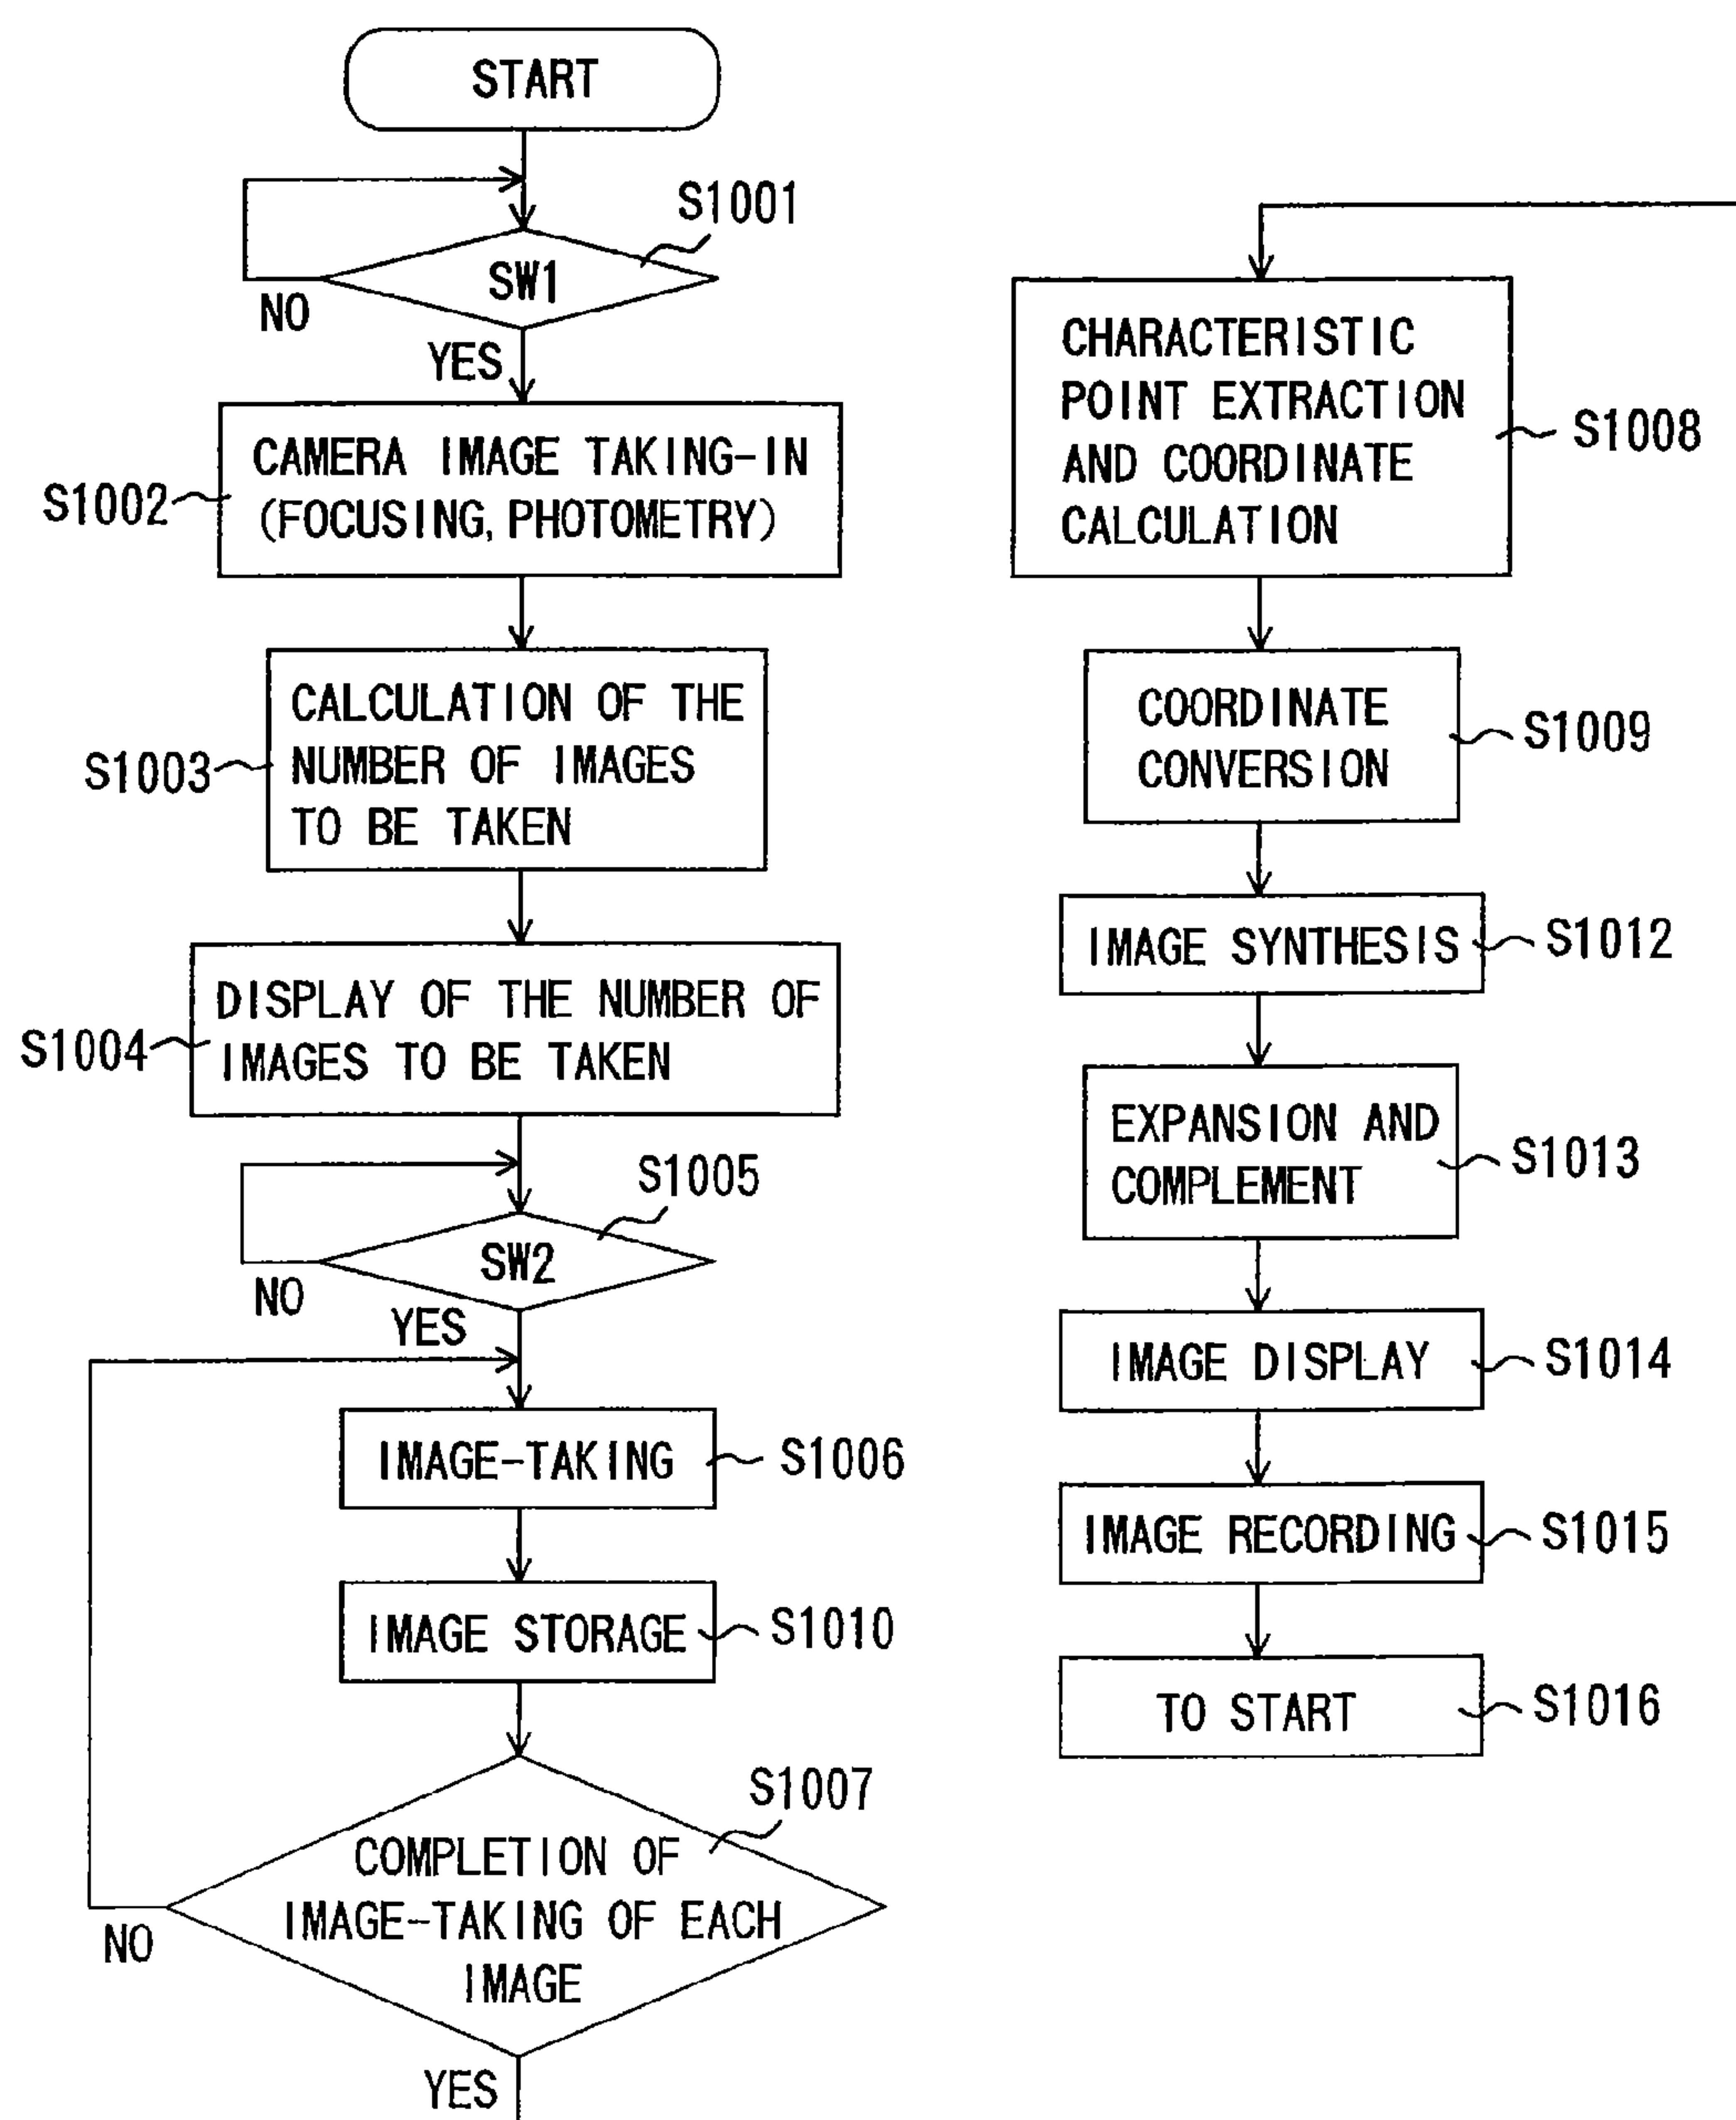 START
S1001
SW1
NO
YES
CAMERA IMAGE TAKING-IN
(FOCUSING, PHOTOMETRY)
S1002
CALCULATION OF THE
NUMBER OF IMAGES
TO BE TAKEN
S1003
DISPLAY OF THE NUMBER OF
IMAGES TO BE TAKEN
S1004
S1005
SW2
NO
YES
IMAGE-TAKING
S1006
IMAGE STORAGE
S1010
S1007
COMPLETION OF
IMAGE-TAKING OF EACH
IMAGE
NO
YES
CHARACTERISTIC
POINT EXTRACTION
AND COORDINATE
CALCULATION
S1008
COORDINATE
CONVERSION
S1009
IMAGE SYNTHESIS
S1012
EXPANSION AND
COMPLEMENT
S1013
IMAGE DISPLAY
S1014
IMAGE RECORDING
S1015
TO START
S1016